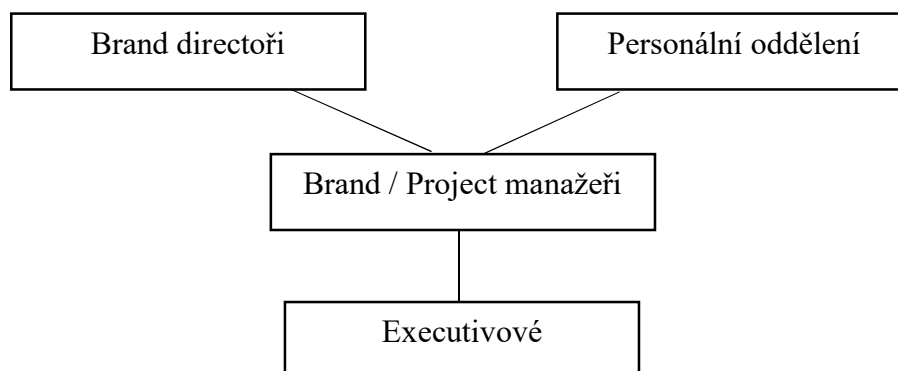 Brand directoři
Personální oddělení
Brand / Project manažeři
Executivové